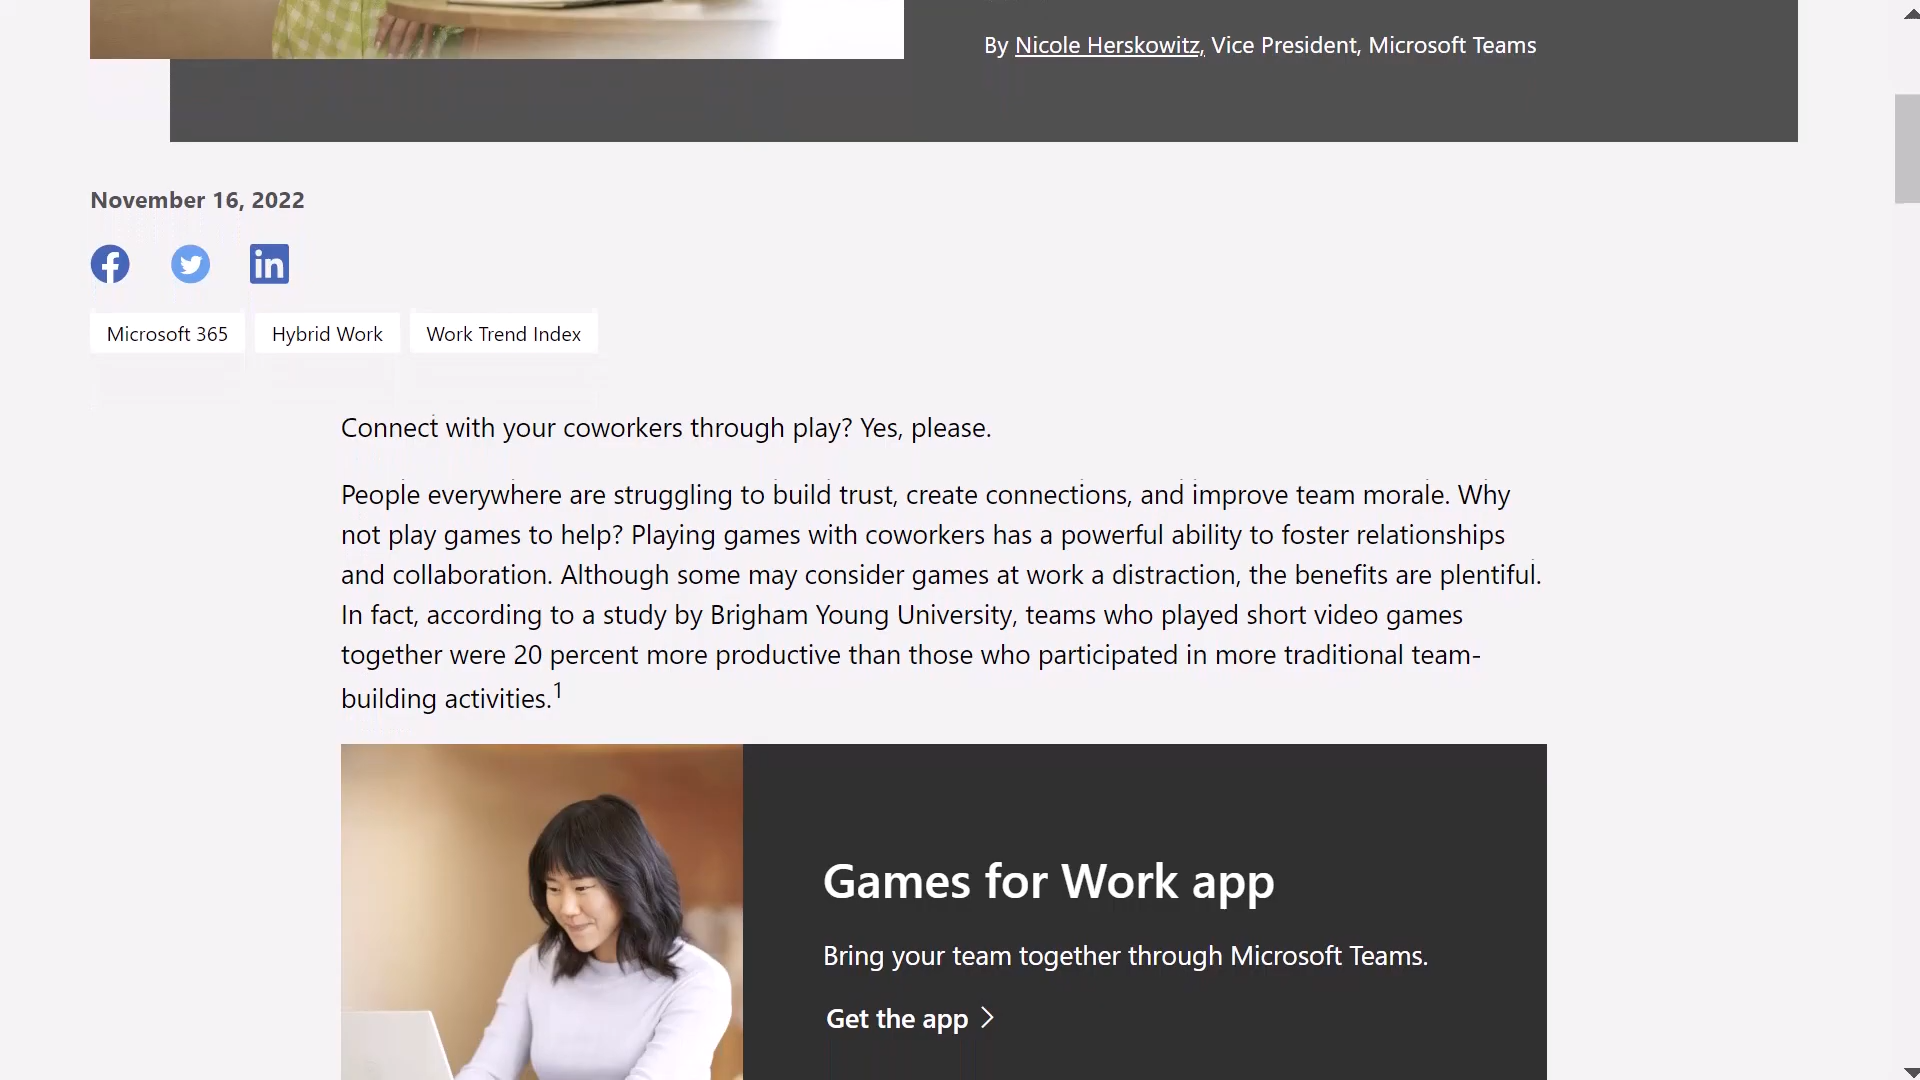 By Nicole Herskowitz, Vice President, Microsoft Teams
November 16, 2022
in
Microsoft 365
Hybrid Work
Work Trend Index
Connect with your coworkers through play? Yes, please.
People everywhere are struggling to build trust, create connections, and improve team morale. Why
not play games to help? Playing games with coworkers has a powerful ability to foster relationships
and collaboration. Although some may consider games at work a distraction, the benefits are plentiful.
In fact, according to a study by Brigham Young University, teams who played short video games
together were 20 percent more productive than those who participated in more traditional team-
building activities.1
Games for Work app
Bring your team together through Microsoft Teams.
Get the app